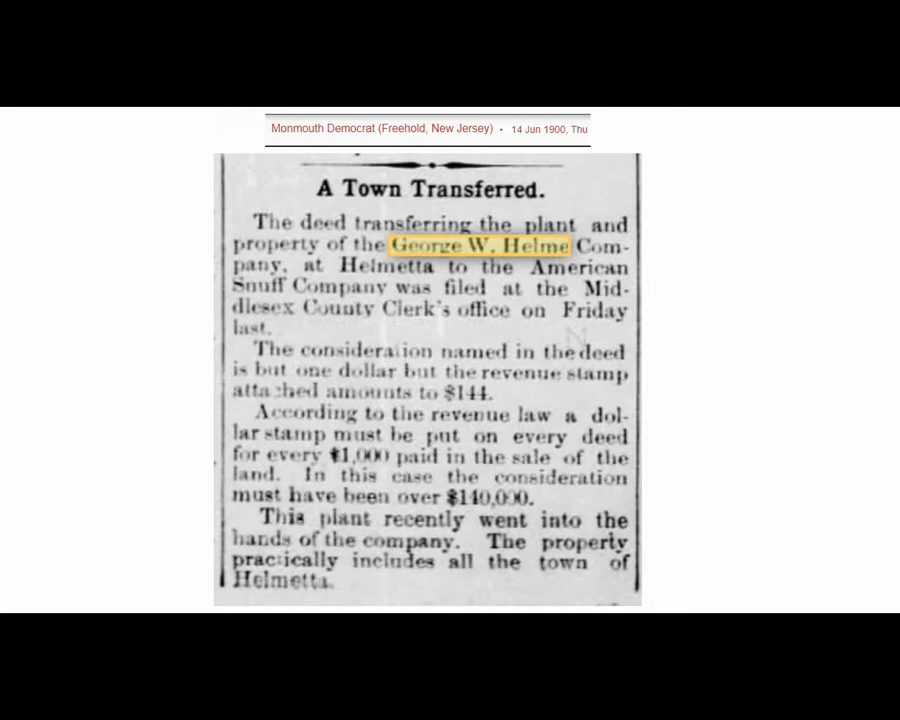 Monmouth Democrat (Freehold, New Jersey) • 14 Jun 1900, Thu
A Town Transferred.
The deed transferring the plant and
property of the George W. Helme Com-
pany, at Helmetta to the American
Snuff Company was filed at the Mid-
dlesex County Clerk's office on Friday
last.
The consideration named in the deed
is but one dollar but the revenue stamp
attached amounts to $144.
According to the revenue law a dol-
lar stamp must be put on every deed
for every $1,000 paid in the sale of the
land. In this case the consideration
must have been over $140,000.
This plant recently went into the
hands of the company. The property
practically includes all the town of
Helmetta.